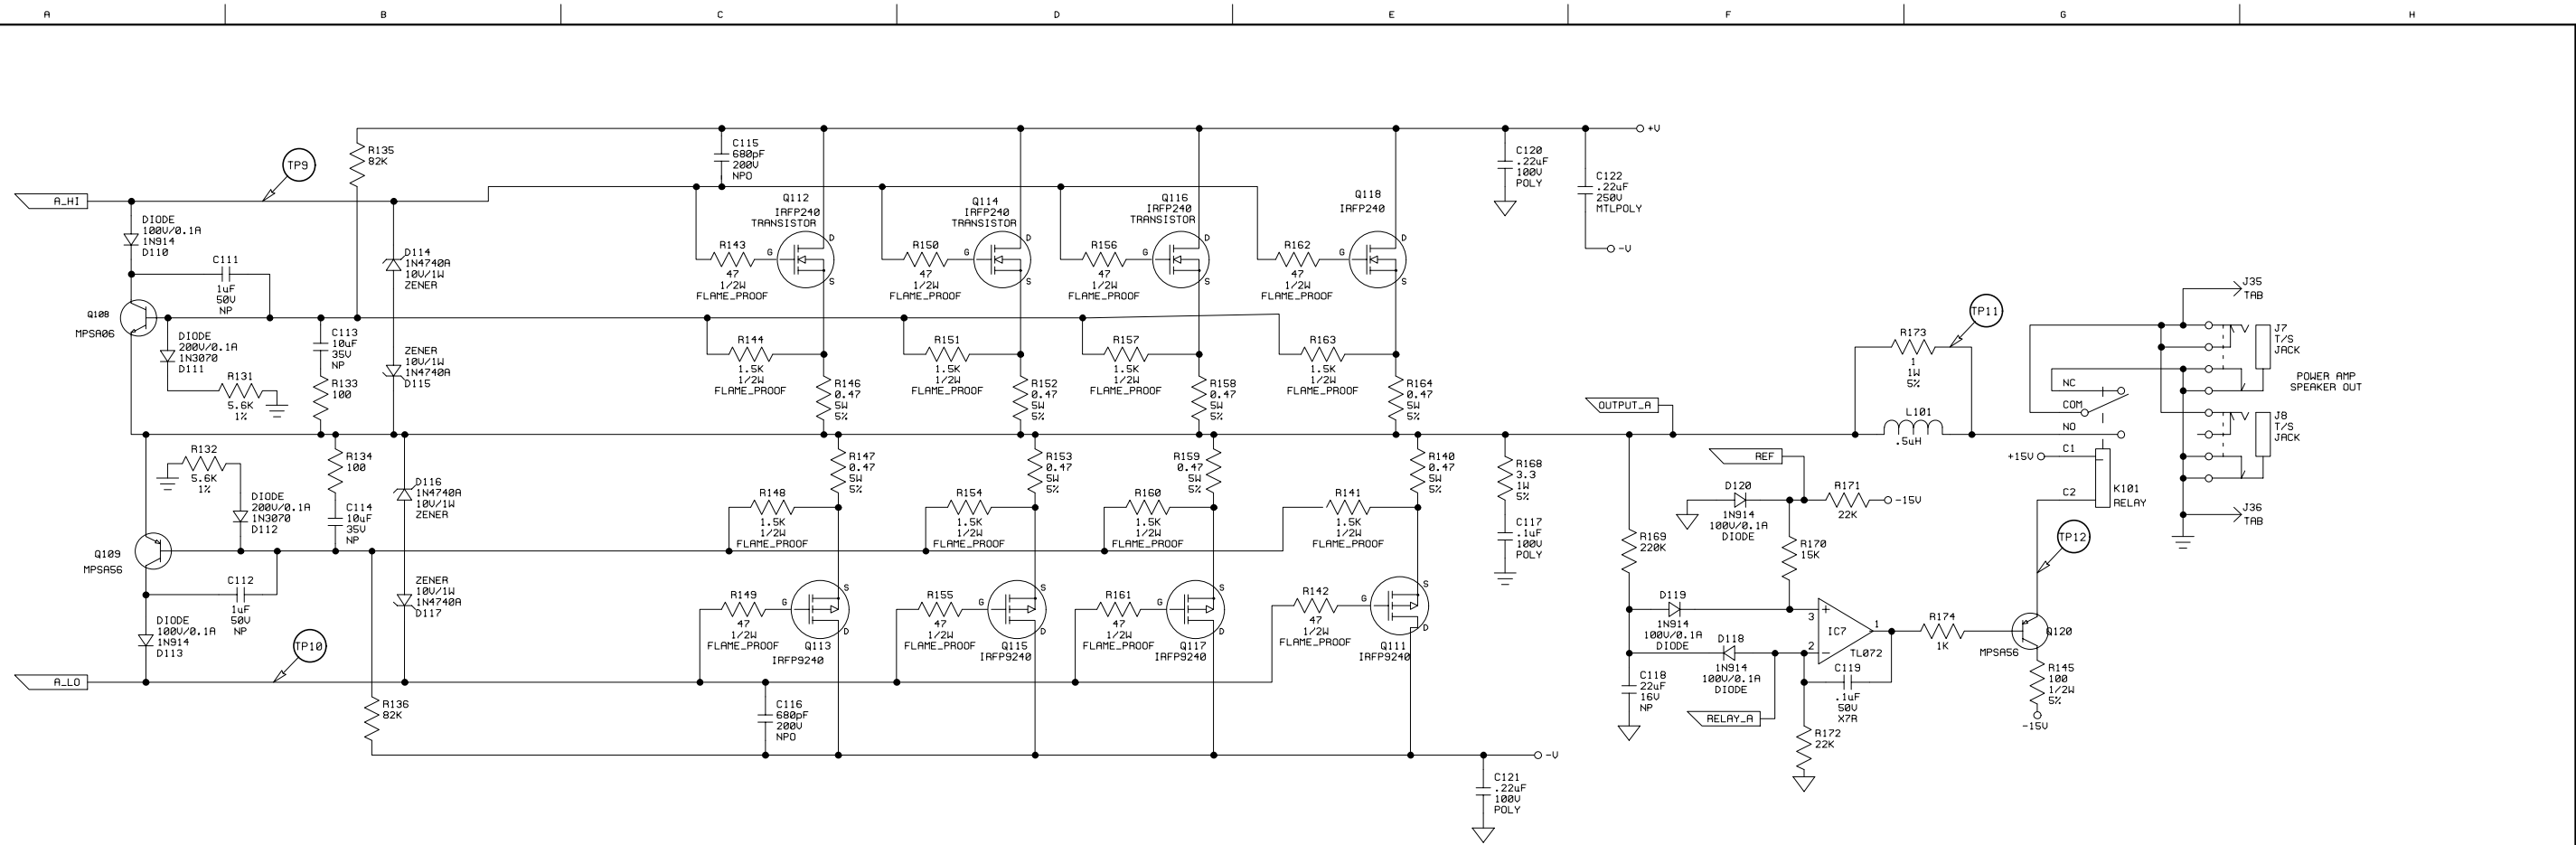 A B C D E F G H
R135
82K
TP9
C115
680pF
200V
NPO
C120
.22uF
100V
POLY
+V
C122
.22uF
250V
MTLPOLY
-V
A_HI
DIODE
100V/0.1A
1N914
D110
C111
1uF
50V
NP
D114
1N4740A
10V/1W
ZENER
Q112
IRFP240
TRANSISTOR
Q114
IRFP240
TRANSISTOR
Q116
IRFP240
TRANSISTOR
Q118
IRFP240
R143
47
1/2W
FLAME_PROOF
G
D
S
R150
47
1/2W
FLAME_PROOF
G
D
S
R156
47
1/2W
FLAME_PROOF
G
D
S
R162
47
1/2W
FLAME_PROOF
G
D
S
Q108
MPSA06
DIODE
200V/0.1A
1N3070
D111
R131
5.6K
1%
C113
10uF
35V
NP
R133
100
ZENER
10V/1W
1N4740A
D115
R144
1.5K
1/2W
FLAME_PROOF
R146
0.47
5W
5%
R151
1.5K
1/2W
FLAME_PROOF
R152
0.47
5W
5%
R157
1.5K
1/2W
FLAME_PROOF
R158
0.47
5W
5%
R163
1.5K
1/2W
FLAME_PROOF
R164
0.47
5W
5%
OUTPUT_A
R173
1
1W
5%
TP11
L101
.5uH
J35
TAB
J7
T/S
JACK
POWER AMP
SPEAKER OUT
J8
T/S
JACK
NC
COM
NO
+15V
C1
C2
K101
RELAY
J36
TAB
TP12
R132
5.6K
1%
DIODE
200V/0.1A
1N3070
D112
R134
100
C114
10uF
35V
NP
D116
1N4740A
10V/1W
ZENER
R147
0.47
5W
5%
R148
1.5K
1/2W
FLAME_PROOF
R153
0.47
5W
5%
R154
1.5K
1/2W
FLAME_PROOF
R159
0.47
5W
5%
R160
1.5K
1/2W
FLAME_PROOF
R140
0.47
5W
5%
R141
1.5K
1/2W
FLAME_PROOF
R168
3.3
1W
5%
C117
.1uF
100V
POLY
REF
D120
1N914
100V/0.1A
DIODE
R171
22K
-15V
R169
220K
R170
15K
Q109
MPSA56
C112
1uF
50V
NP
DIODE
100V/0.1A
1N914
D113
ZENER
10V/1W
1N4740A
D117
TP10
A_LO
R136
82K
R149
47
1/2W
FLAME_PROOF
G
S
D
Q113
IRFP9240
R155
47
1/2W
FLAME_PROOF
G
S
D
Q115
IRFP9240
R161
47
1/2W
FLAME_PROOF
G
S
D
Q117
IRFP9240
R142
47
1/2W
FLAME_PROOF
G
S
D
Q111
IRFP9240
C116
680pF
200V
NPO
-V
C121
.22uF
100V
POLY
D119
1N914
100V/0.1A
DIODE
D118
1N914
100V/0.1A
DIODE
C118
22uF
16V
NP
RELAY_A
+
3
2
-
1
IC7
TL072
C119
.1uF
50V
X7R
R172
22K
R174
1K
Q120
MPSA56
R145
100
1/2W
5%
-15V